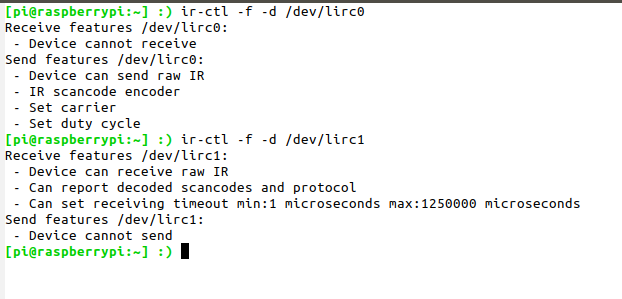 [pi@raspberrypi:~] :) ir-ctl -f -d /dev/lirc0
Receive features /dev/lirc0:
 - Device cannot receive
Send features /dev/lirc0:
 - Device can send raw IR
 - IR scancode encoder
 - Set carrier
 - Set duty cycle
[pi@raspberrypi:~] :) ir-ctl -f -d /dev/lirc1
Receive features /dev/lirc1:
 - Device can receive raw IR
 - Can report decoded scancodes and protocol
 - Can set receiving timeout min:1 microseconds max:1250000 microseconds
Send features /dev/lirc1:
 - Device cannot send
[pi@raspberrypi:~] :)